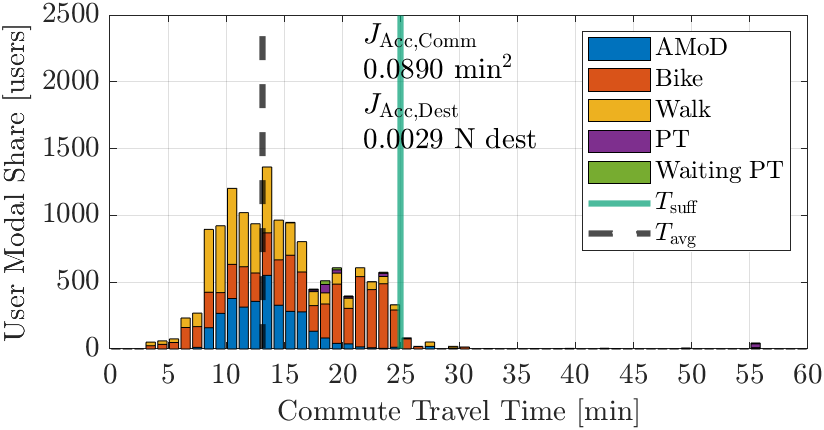 2500
2000
1500
1000
500
0
User Modal Share [users]
J_Acc,Comm
0.0890 min²
J_Acc,Dest
0.0029 N dest
AMoD
Bike
Walk
PT
Waiting PT
T_suff
T_avg
0 5 10 15 20 25 30 35 40 45 50 55 60
Commute Travel Time [min]